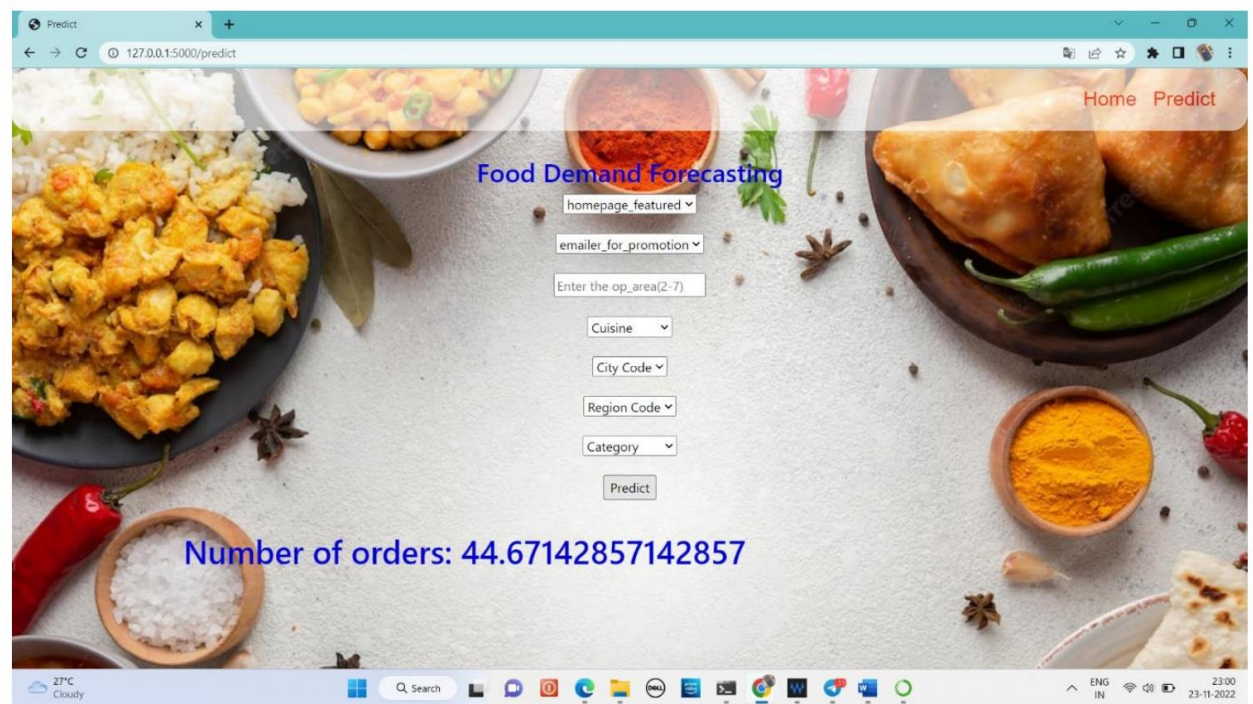 Predict
127.0.0.1:5000/predict
Home Predict
Food Demand Forecasting
homepage_featured
emailer_for_promotion
Enter the op_area(2-7)
Cuisine
City Code
Region Code
Category
Predict
Number of orders: 44.67142857142857
27°C
Cloudy
Search
DELL
ENG
IN
23:00
23-11-2022